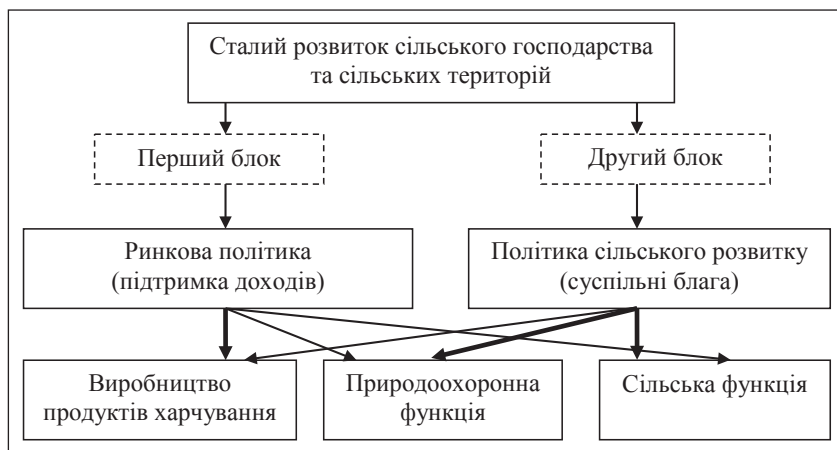 Сталий розвиток сільського господарства
та сільських територій
Перший блок
Другий блок
Ринкова політика
(підтримка доходів)
Політика сільського розвитку
(суспільні блага)
Виробництво
продуктів харчування
Природоохоронна
функція
Сільська функція